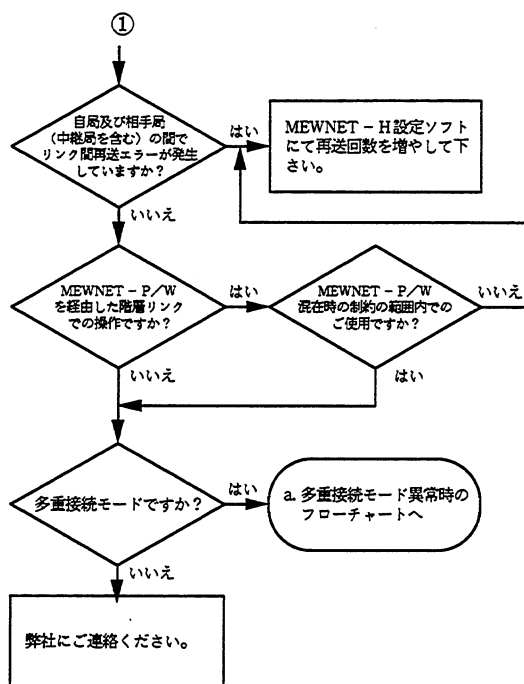 ①
自局及び相手局
(中継局を含む)の間で
リンク間再送エラーが発生
していますか?
はい
MEWNET-H設定ソフト
にて再送回数を増やして下
さい。
いいえ
MEWNET-P/W
を経由した階層リンク
での操作ですか?
はい
MEWNET-P/W
混在時の制約の範囲内での
ご使用ですか?
いいえ
いいえ
はい
多重接続モードですか?
はい
a. 多重接続モード異常時の
フローチャートへ
いいえ
弊社にご連絡ください。